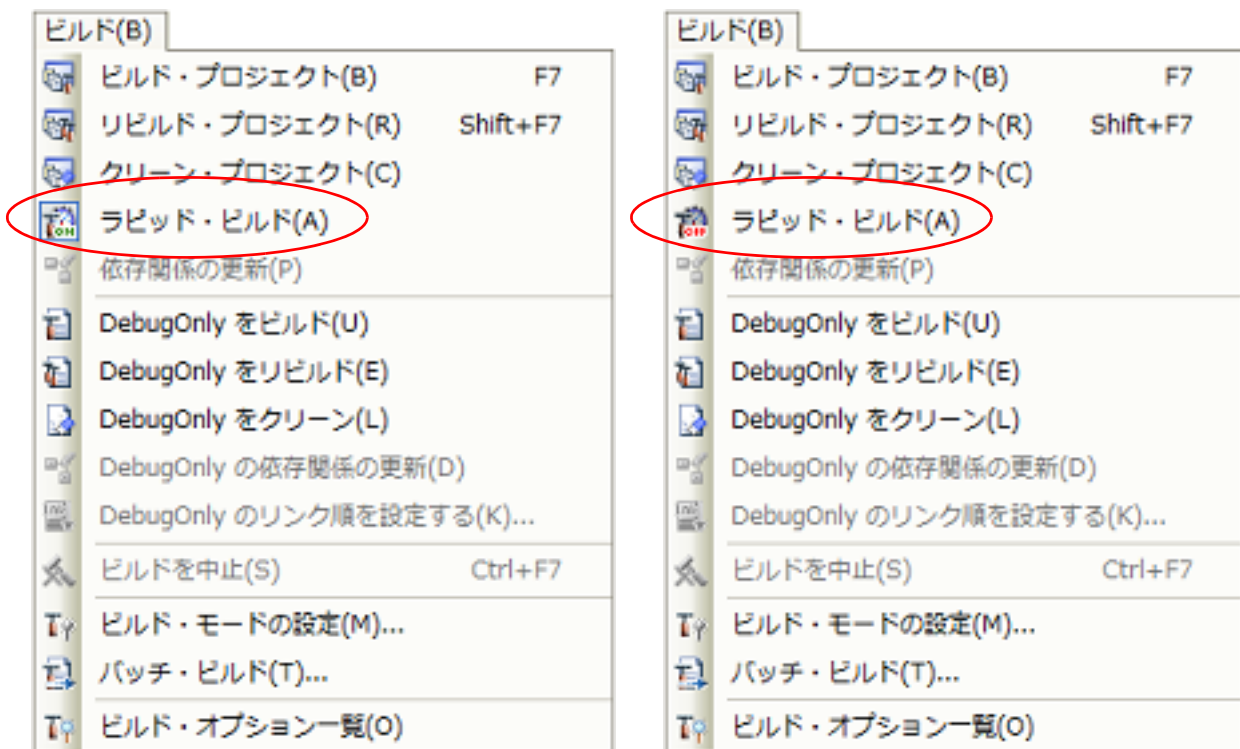 ビルド(B)
ビルド・プロジェクト(B) F7
リビルド・プロジェクト(R) Shift+F7
クリーン・プロジェクト(C)
ON ラピッド・ビルド(A)
依存関係の更新(P)
DebugOnly をビルド(U)
DebugOnly をリビルド(E)
DebugOnly をクリーン(L)
DebugOnly の依存関係の更新(D)
DebugOnly のリンク順を設定する(K)...
ビルドを中止(S) Ctrl+F7
ビルド・モードの設定(M)...
バッチ・ビルド(T)...
ビルド・オプション一覧(O)
ビルド(B)
ビルド・プロジェクト(B) F7
リビルド・プロジェクト(R) Shift+F7
クリーン・プロジェクト(C)
OFF ラピッド・ビルド(A)
依存関係の更新(P)
DebugOnly をビルド(U)
DebugOnly をリビルド(E)
DebugOnly をクリーン(L)
DebugOnly の依存関係の更新(D)
DebugOnly のリンク順を設定する(K)...
ビルドを中止(S) Ctrl+F7
ビルド・モードの設定(M)...
バッチ・ビルド(T)...
ビルド・オプション一覧(O)